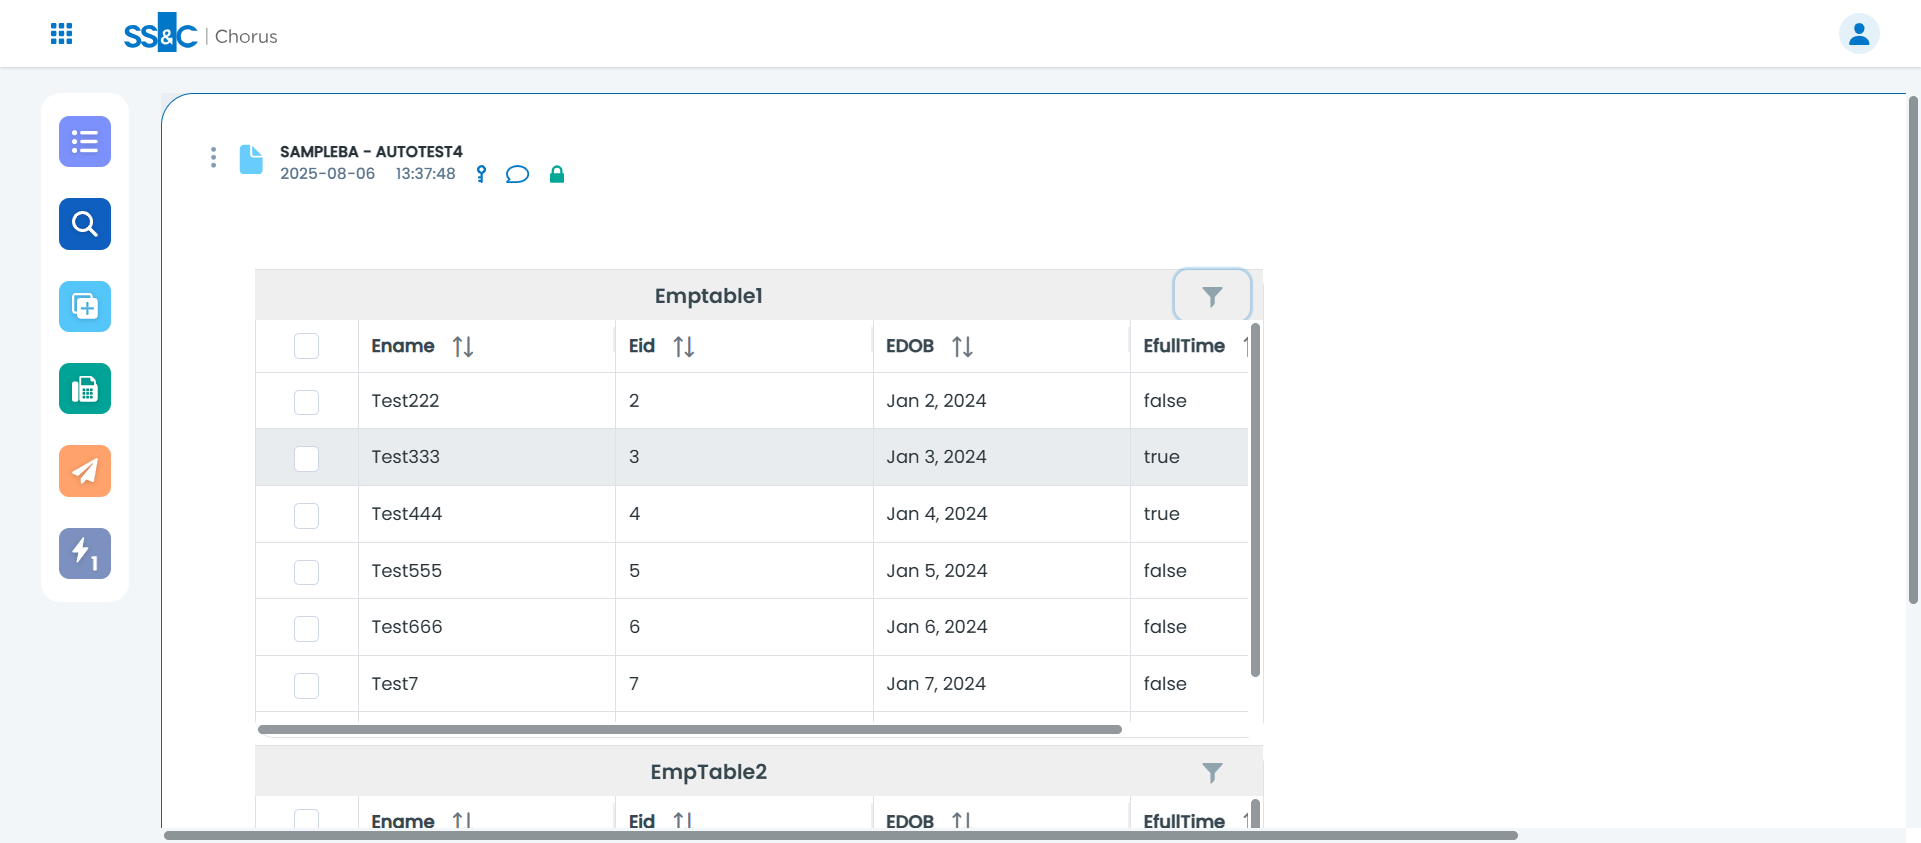 SS&C | Chorus
SAMPLEBA - AUTOTEST4
2025-08-06 13:37:48
Emptable1
Ename Eid EDOB EfullTime
Test222 2 Jan 2, 2024 false
Test333 3 Jan 3, 2024 true
Test444 4 Jan 4, 2024 true
Test555 5 Jan 5, 2024 false
Test666 6 Jan 6, 2024 false
Test7 7 Jan 7, 2024 false
1
EmpTable2
Ename Eid EDOB EfullTime